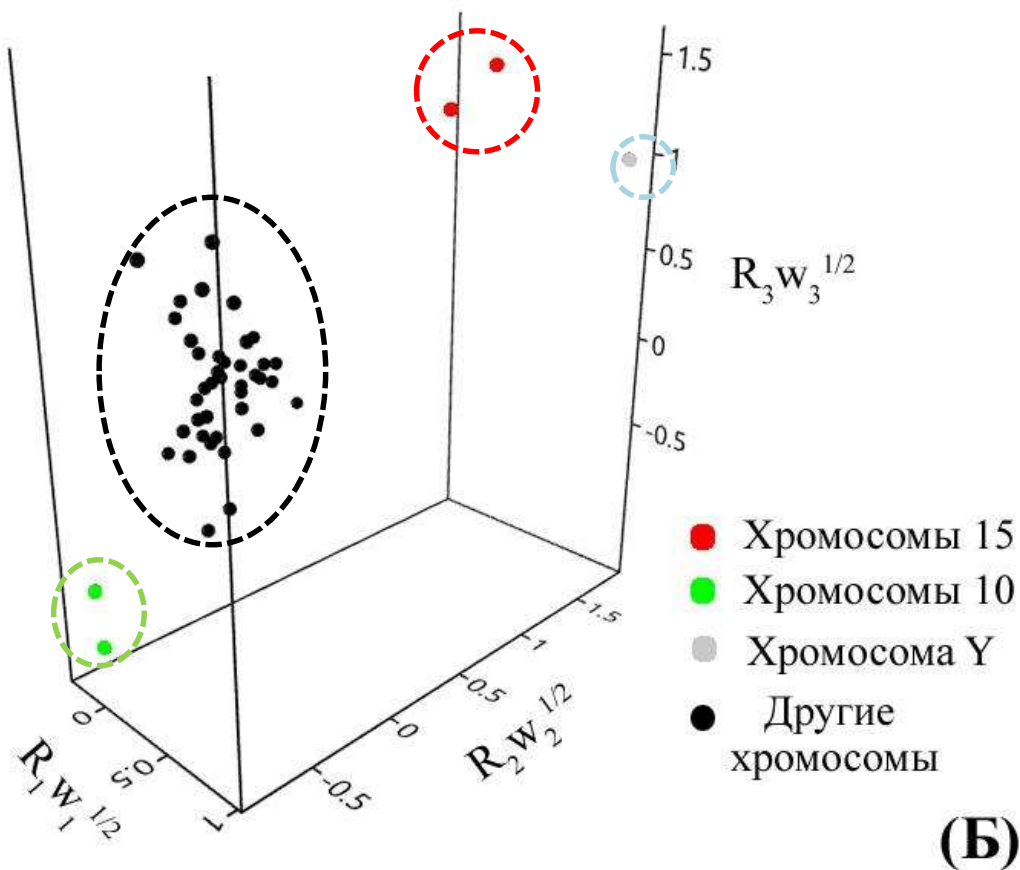 1.5
1
0.5
0
-0.5
R₃w₃^1/2
1.5
1
0.5
0
-0.5
R₂w₂^1/2
0
0.5
1
R₁w₁^1/2
Хромосомы 15
Хромосомы 10
Хромосома Y
Другие
хромосомы
(Б)